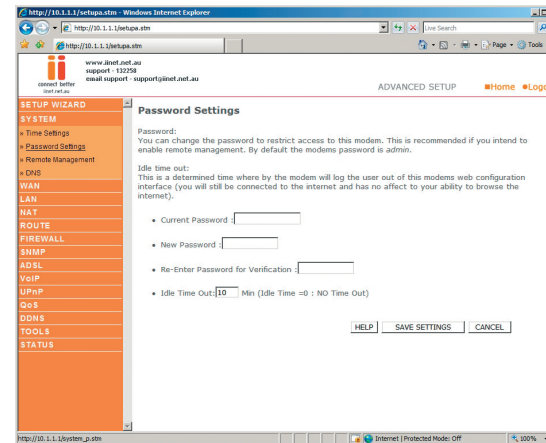 http://10.1.1.1/setupa.stm - Windows Internet Explorer
http://10.1.1.1/setupa.stm
Live Search
http://10.1.1.1/setupa.stm
Page
Tools
www.iinet.net.au
support - 132258
email support - support@iinet.net.au
connect better
iinet.net.au
ADVANCED SETUP
Home
Logo
SETUP WIZARD
SYSTEM
» Time Settings
» Password Settings
» Remote Management
» DNS
WAN
LAN
NAT
ROUTE
FIREWALL
SNMP
ADSL
VoIP
UPnP
QoS
DDNS
TOOLS
STATUS
Password Settings
Password:
You can change the password to restrict access to this modem. This is recommended if you intend to
enable remote management. By default the modems password is admin.
Idle time out:
This is a determined time where by the modem will log the user out of this modems web configuration
interface (you will still be connected to the internet and has no affect to your ability to browse the
internet).
• Current Password :
• New Password :
• Re-Enter Password for Verification :
• Idle Time Out: 10 Min (Idle Time =0 : NO Time Out)
HELP
SAVE SETTINGS
CANCEL
http://10.1.1.1/system_p.stm
Internet | Protected Mode: Off
100%